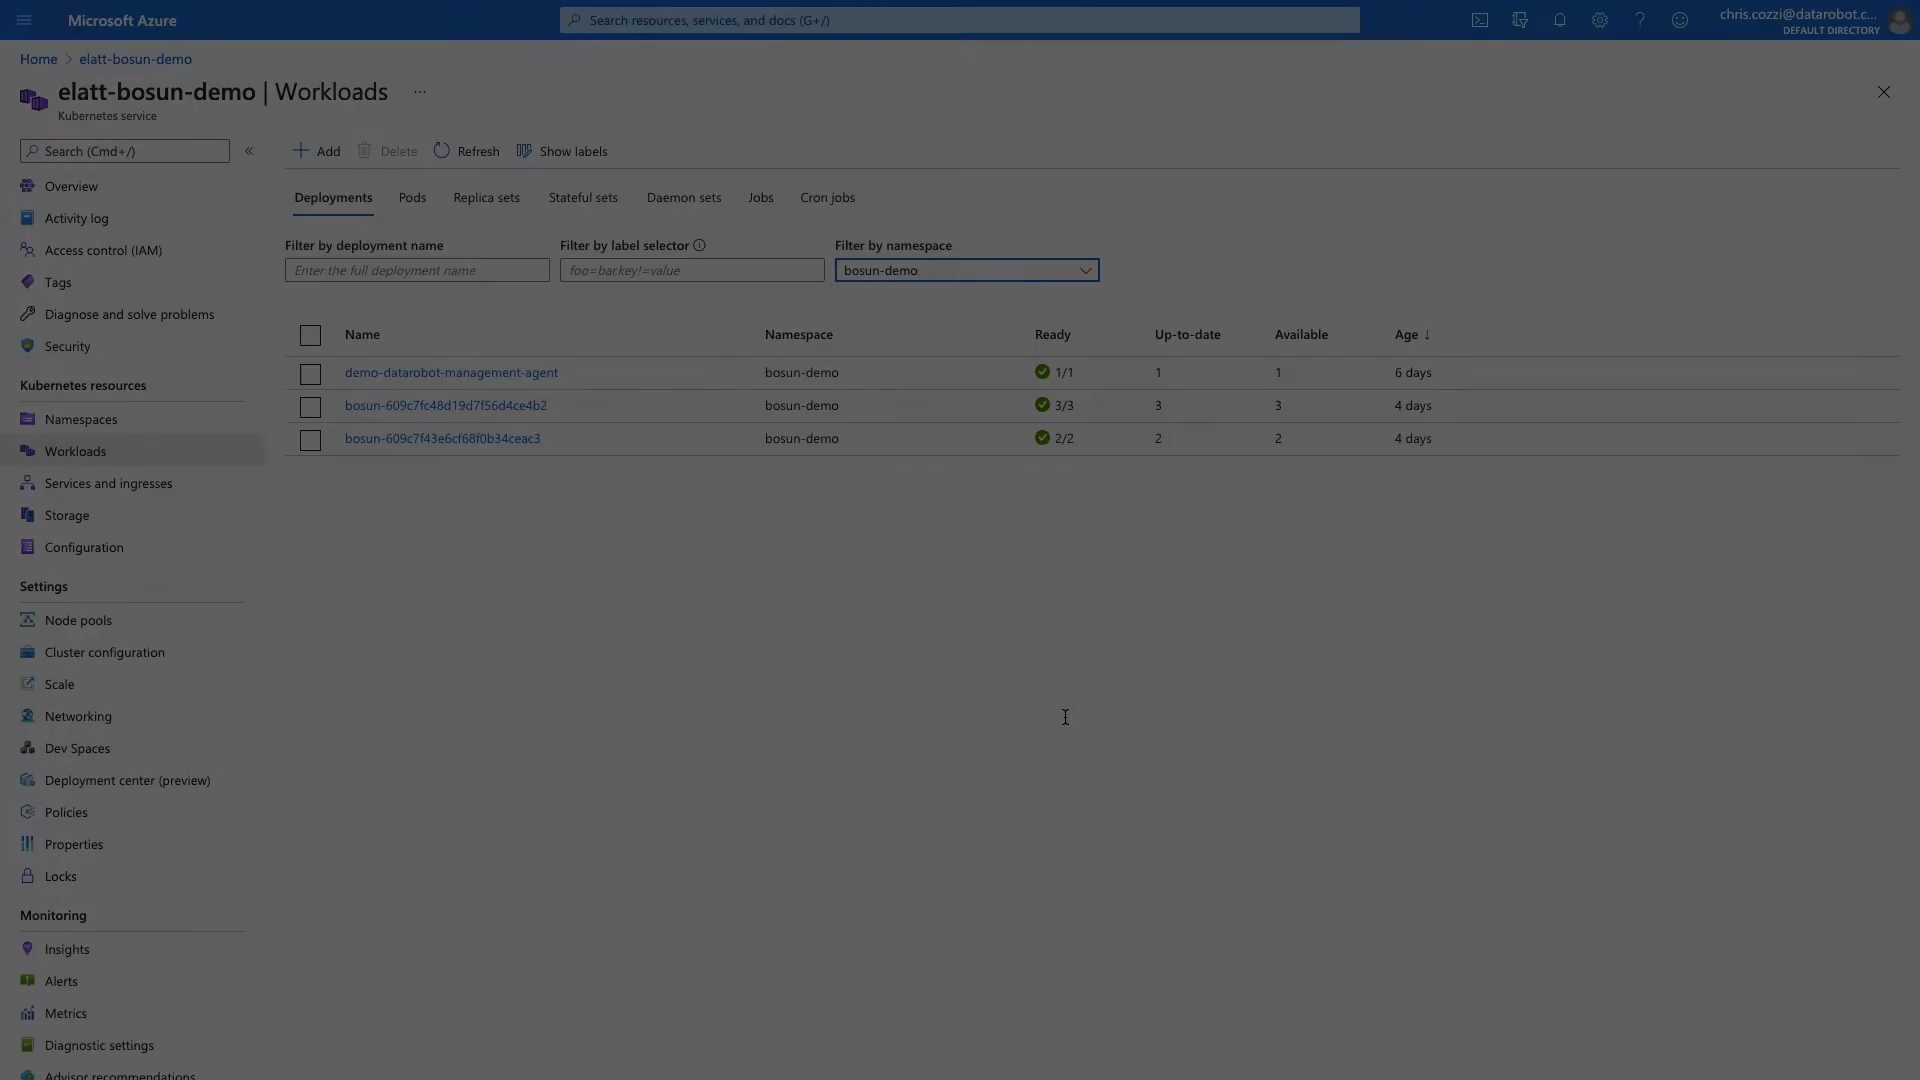 Microsoft Azure
Search resources, services, and docs (G+/)
chris.cozzi@datarobot.c...
DEFAULT DIRECTORY
Home > elatt-bosun-demo
elatt-bosun-demo | Workloads ...
Kubernetes service
Search (Cmd+/) «
Add Delete Refresh Show labels
Overview
Activity log
Access control (IAM)
Tags
Diagnose and solve problems
Security
Kubernetes resources
Namespaces
Workloads
Services and ingresses
Storage
Configuration
Settings
Node pools
Cluster configuration
Scale
Networking
Dev Spaces
Deployment center (preview)
Policies
Properties
Locks
Monitoring
Insights
Alerts
Metrics
Diagnostic settings
Advisor recommendations
Deployments Pods Replica sets Stateful sets Daemon sets Jobs Cron jobs
Filter by deployment name Filter by label selector Filter by namespace
Enter the full deployment name foo=bar,key!=value bosun-demo
Name Namespace Ready Up-to-date Available Age ↓
demo-datarobot-management-agent bosun-demo 1/1 1 1 6 days
bosun-609c7fc48d19d7f56d4ce4b2 bosun-demo 3/3 3 3 4 days
bosun-609c7f43e6cf68f0b34ceac3 bosun-demo 2/2 2 2 4 days